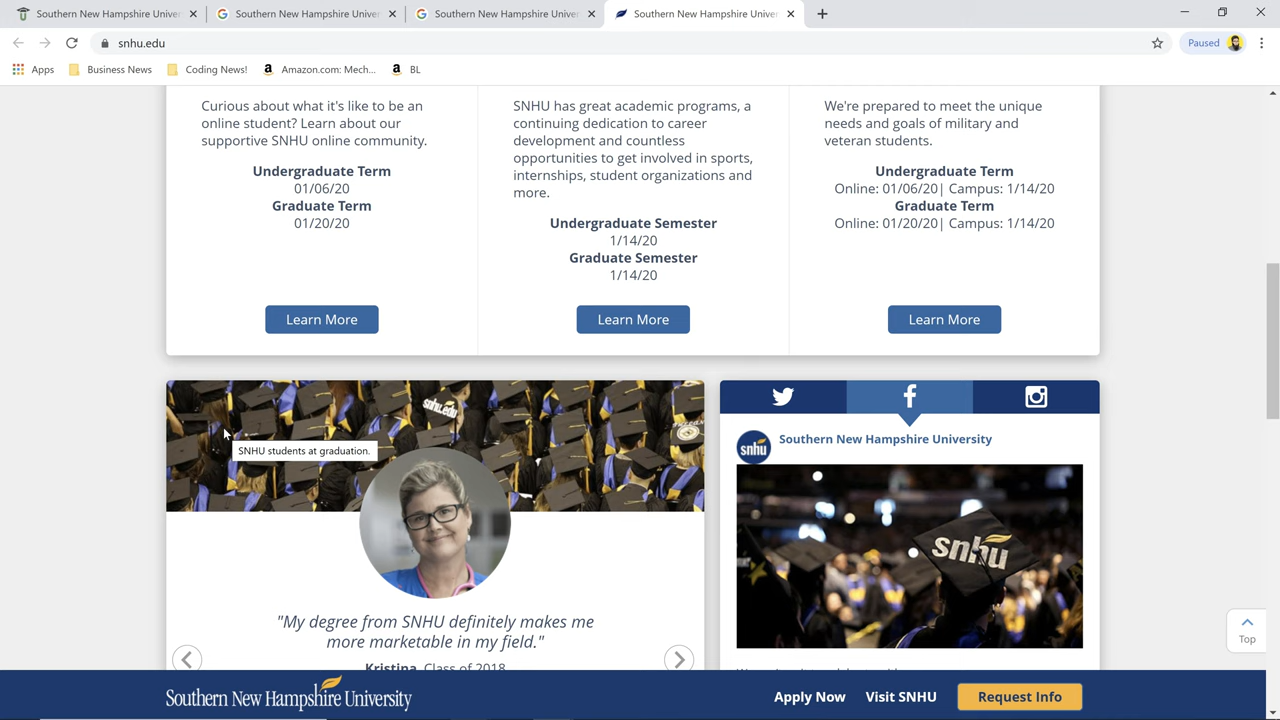 Southern New Hampshire Univer
Southern New Hampshire Univer
Southern New Hampshire Univer
Southern New Hampshire Univer
snhu.edu
Paused
Apps
Business News
Coding News!
Amazon.com: Mech...
BL
Curious about what it's like to be an
online student? Learn about our
supportive SNHU online community.
Undergraduate Term
01/06/20
Graduate Term
01/20/20
Learn More
SNHU has great academic programs, a
continuing dedication to career
development and countless
opportunities to get involved in sports,
internships, student organizations and
more.
Undergraduate Semester
1/14/20
Graduate Semester
1/14/20
Learn More
We're prepared to meet the unique
needs and goals of military and
veteran students.
Undergraduate Term
Online: 01/06/20| Campus: 1/14/20
Graduate Term
Online: 01/20/20| Campus: 1/14/20
Learn More
snhu.edu
SNHU students at graduation.
"My degree from SNHU definitely makes me
more marketable in my field."
Kristina, Class of 2018
snhu
Southern New Hampshire University
snhu
Top
Southern New Hampshire University
Apply Now
Visit SNHU
Request Info